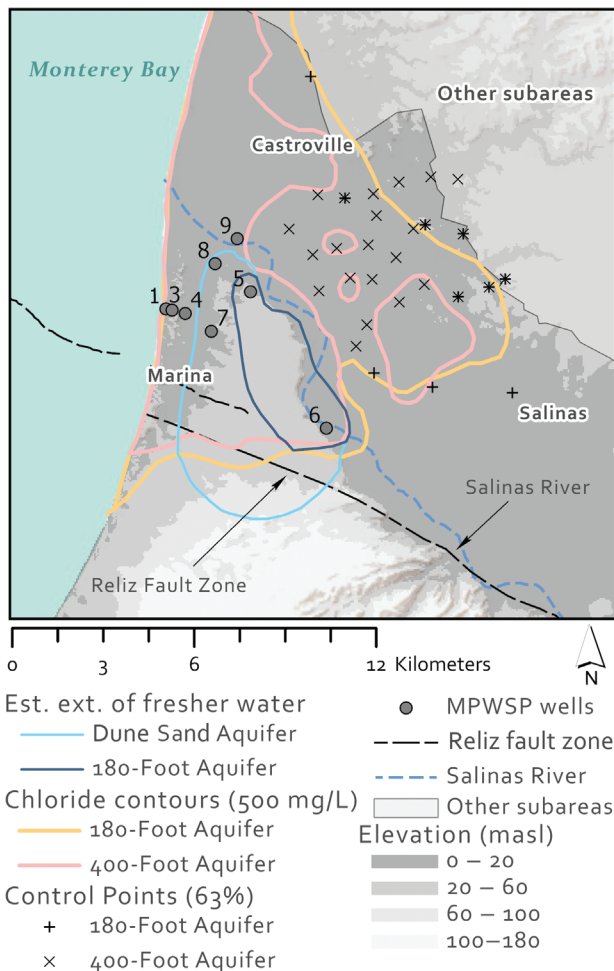 Monterey Bay
Other subareas
Castroville
9
8
5
1
3
4
7
Marina
6
Salinas
Salinas River
Reliz Fault Zone
0 3 6 12 Kilometers
N
Est. ext. of fresher water
Dune Sand Aquifer
180-Foot Aquifer
Chloride contours (500 mg/L)
180-Foot Aquifer
400-Foot Aquifer
Control Points (63%)
180-Foot Aquifer
400-Foot Aquifer
MPWSP wells
Reliz fault zone
Salinas River
Other subareas
Elevation (masl)
0 – 20
20 – 60
60 – 100
100–180